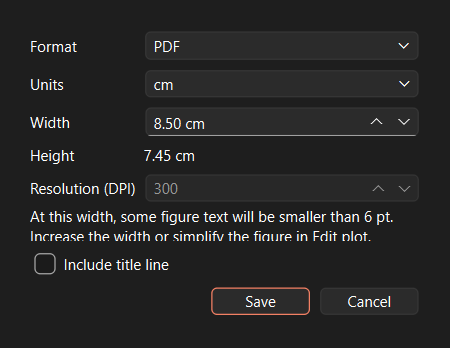 Format PDF
Units cm
Width 8.50 cm
Height 7.45 cm
Resolution (DPI) 300
At this width, some figure text will be smaller than 6 pt.
Increase the width or simplify the figure in Edit plot.
Include title line
Save Cancel